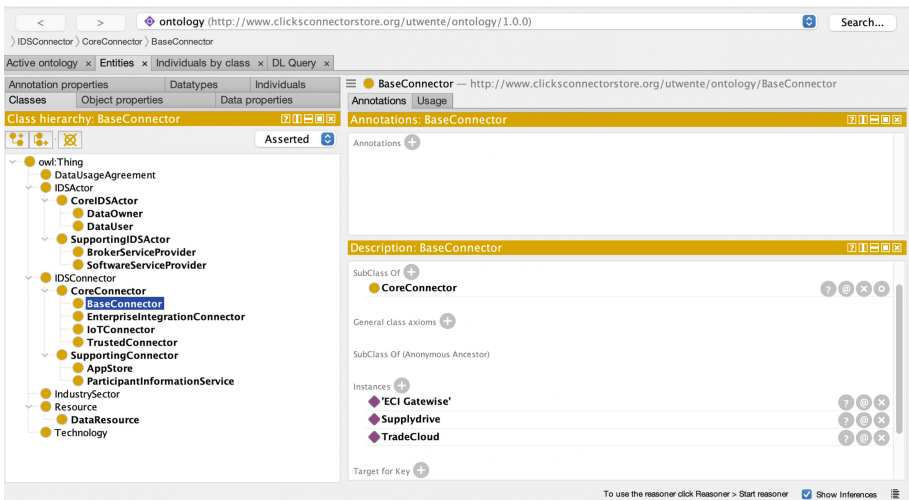 < > ontology (http://www.clicksconnectorstore.org/utwente/ontology/1.0.0) Search...
IDSConnector 〉 CoreConnector 〉 BaseConnector
Active ontology × Entities × Individuals by class × DL Query ×
Annotation properties Datatypes Individuals
Classes Object properties Data properties
Class hierarchy: BaseConnector
Asserted
owl:Thing
DataUsageAgreement
IDSActor
CoreIDSActor
DataOwner
DataUser
SupportingIDSActor
BrokerServiceProvider
SoftwareServiceProvider
IDSConnector
CoreConnector
BaseConnector
EnterpriseIntegrationConnector
IoTConnector
TrustedConnector
SupportingConnector
AppStore
ParticipantInformationService
IndustrySector
Resource
DataResource
Technology
BaseConnector — http://www.clicksconnectorstore.org/utwente/ontology/BaseConnector
Annotations Usage
Annotations: BaseConnector
Annotations
Description: BaseConnector
SubClass Of
CoreConnector
General class axioms
SubClass Of (Anonymous Ancestor)
Instances
'ECI Gatewise'
Supplydrive
TradeCloud
Target for Key
To use the reasoner click Reasoner > Start reasoner Show Inferences